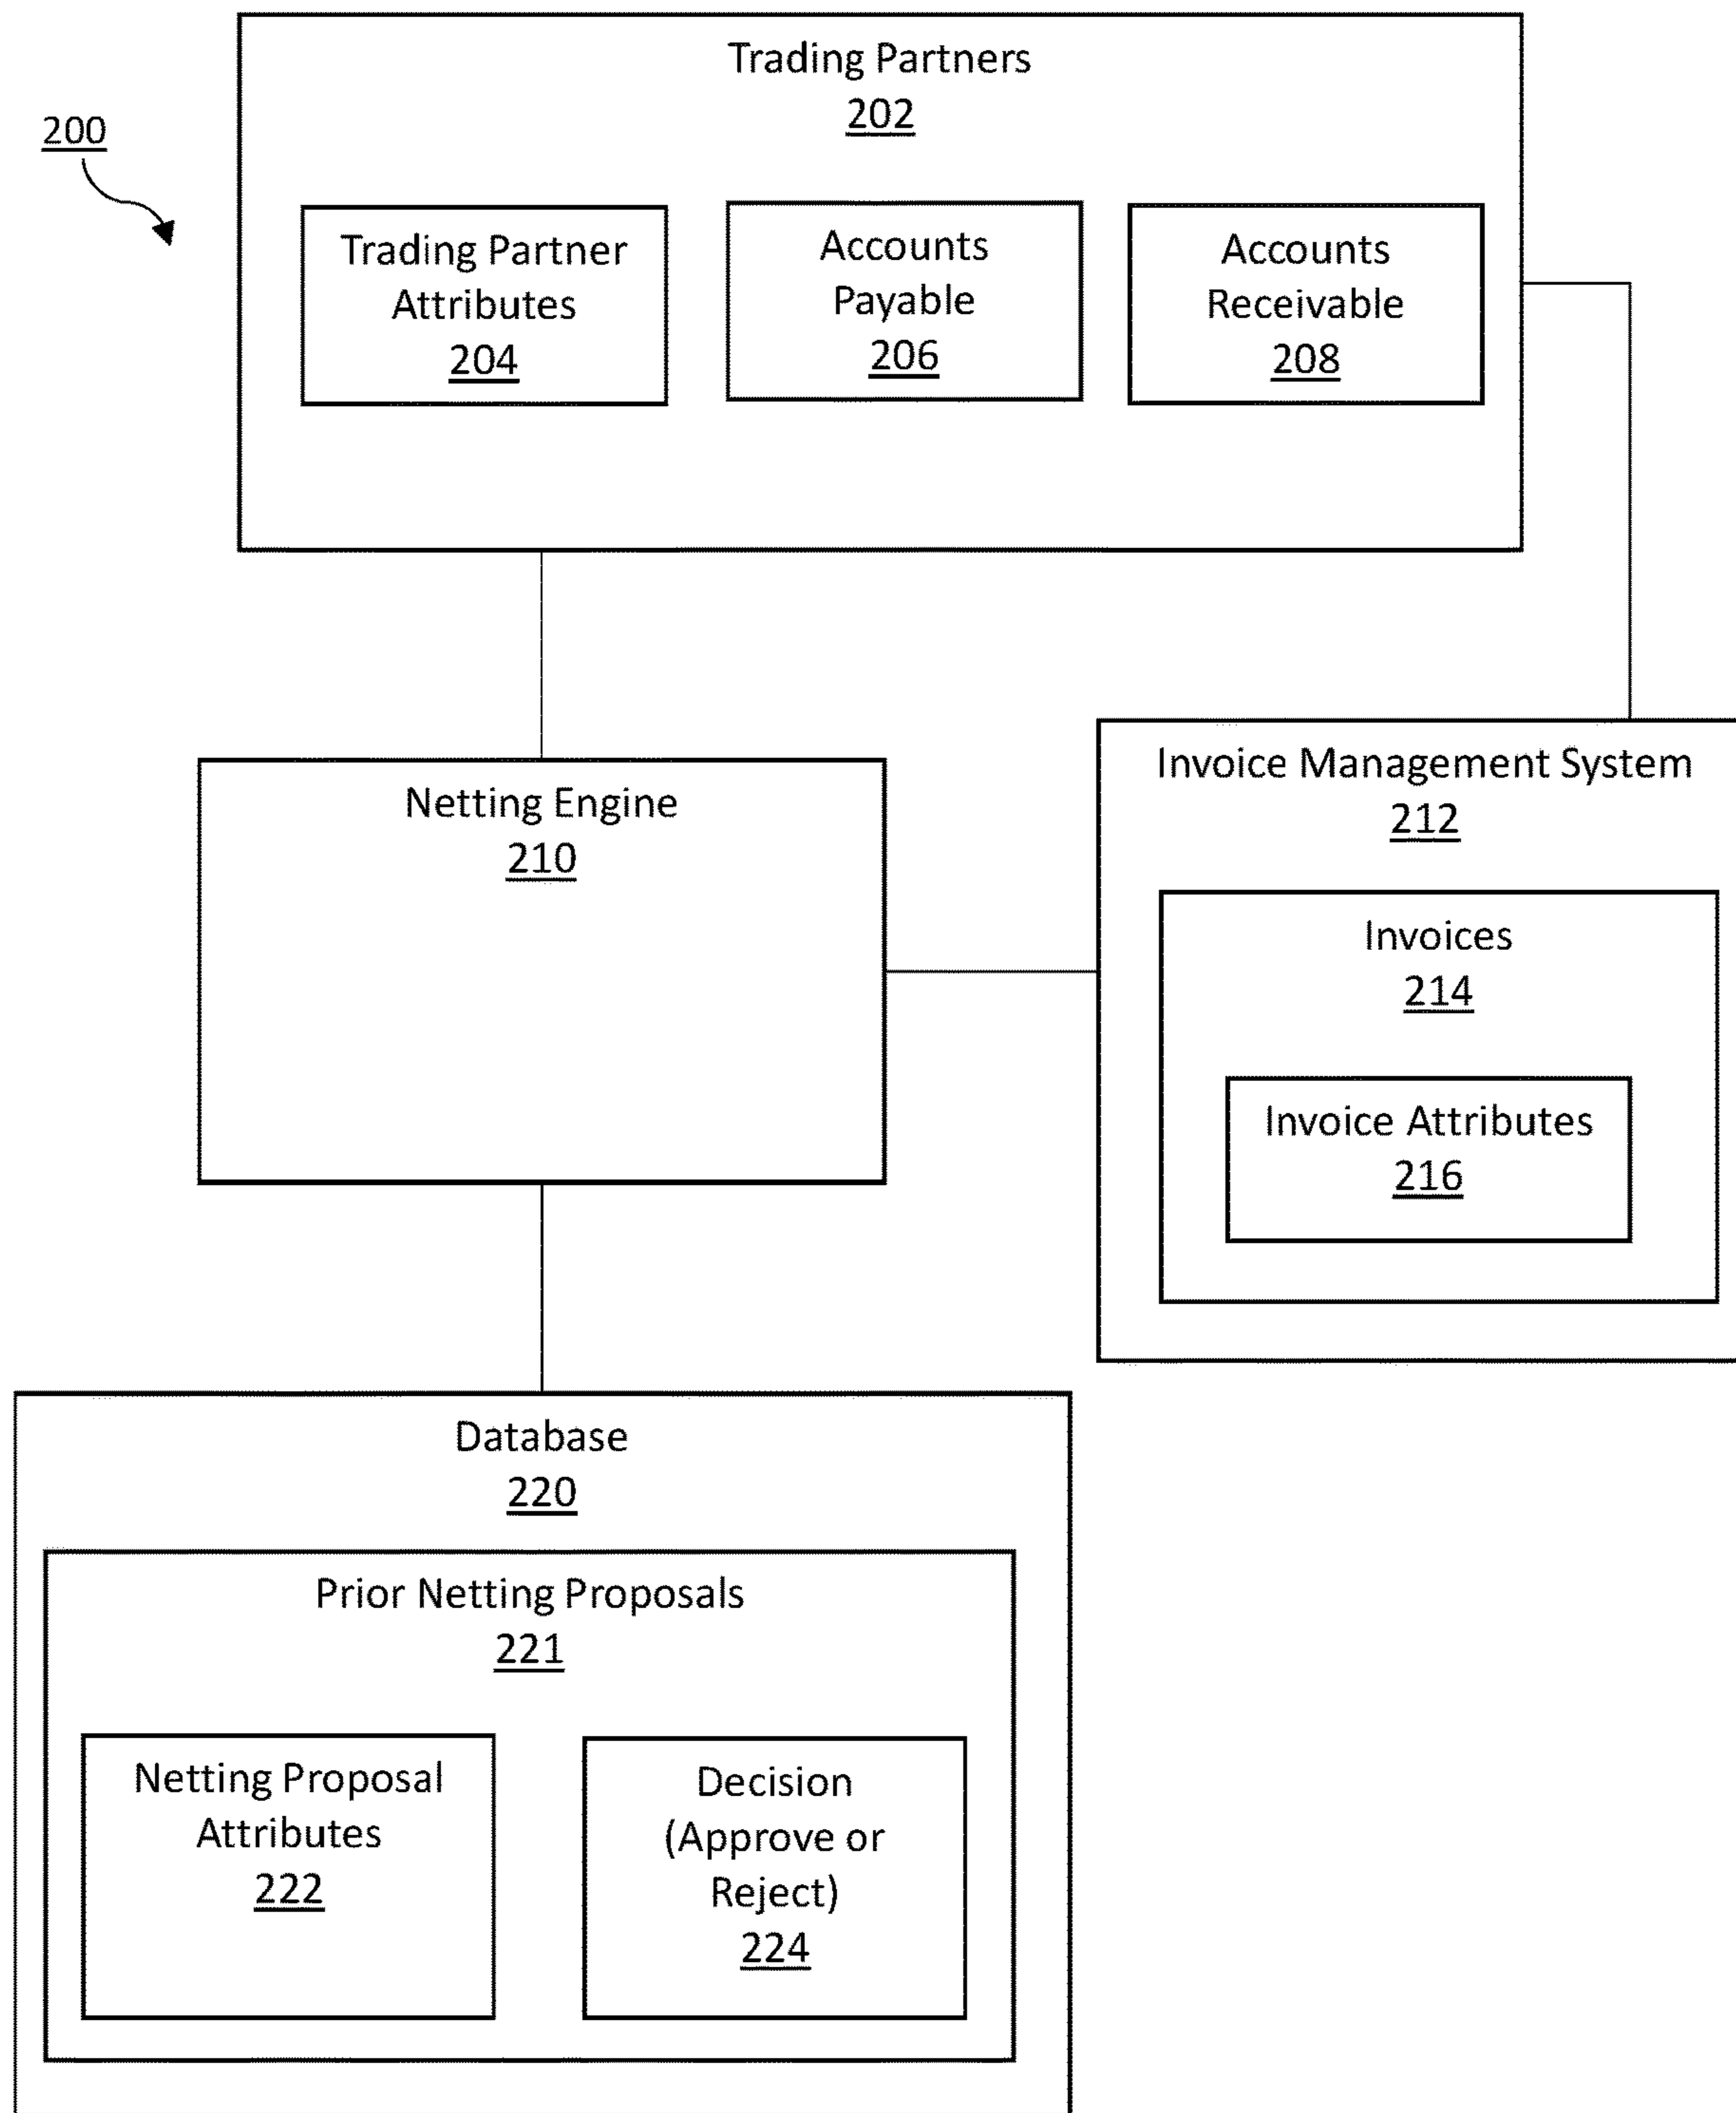 Trading Partners
202
200
Trading Partner
Attributes
204
Accounts
Payable
206
Accounts
Receivable
208
Netting Engine
210
Invoice Management System
212
Invoices
214
Invoice Attributes
216
Database
220
Prior Netting Proposals
221
Netting Proposal
Attributes
222
Decision
(Approve or
Reject)
224